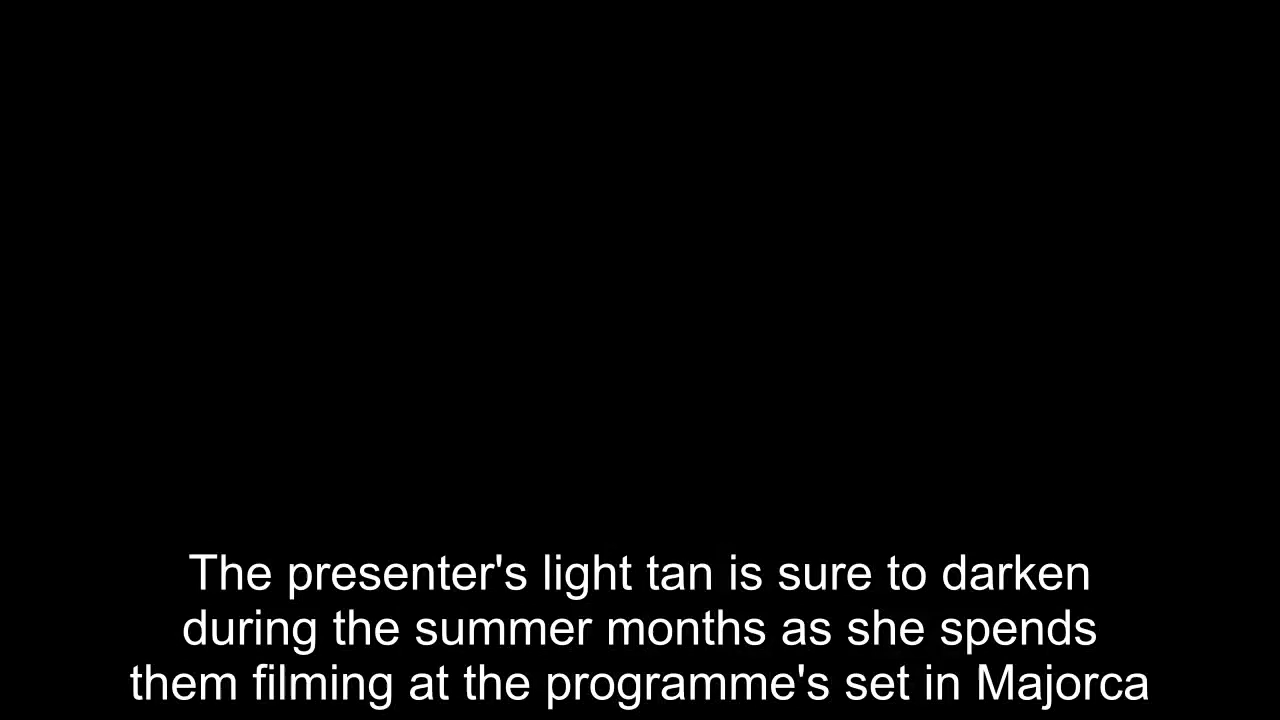 The presenter's light tan is sure to darken
during the summer months as she spends
them filming at the programme's set in Majorca